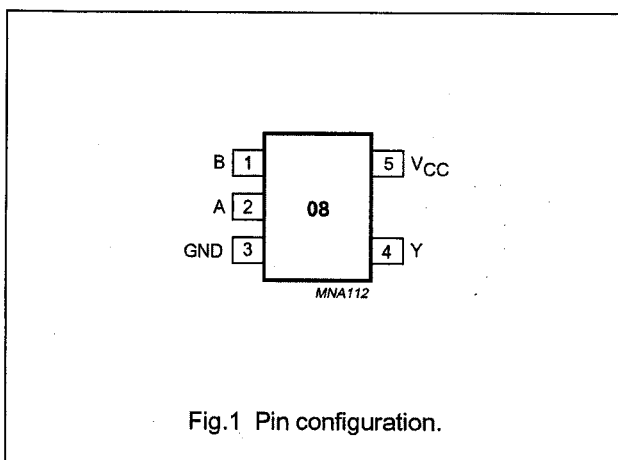 B 1 5 VCC
A 2 08
GND 3 4 Y
MNA112
Fig.1 Pin configuration.